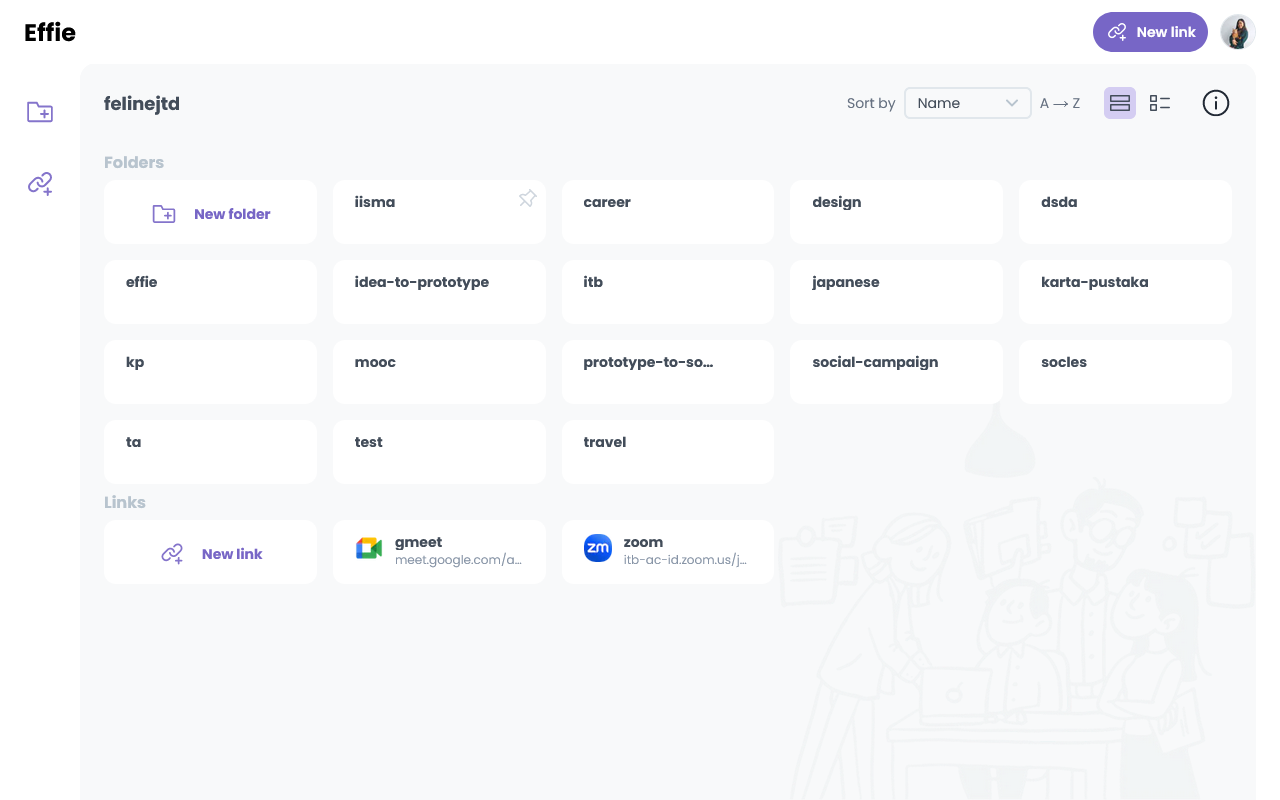 Effie
New link
felinejtd
Sort by
Name
A → Z
Folders
New folder
iisma
career
design
dsda
effie
idea-to-prototype
itb
japanese
karta-pustaka
kp
mooc
prototype-to-so...
social-campaign
socles
ta
test
travel
Links
New link
gmeet
meet.google.com/a...
zm
zoom
itb-ac-id.zoom.us/j...